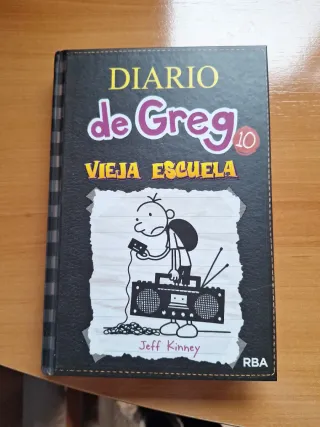 DIARIO
de Greg
10
VIEJA ESCUELA
Jeff Kinney
RBA